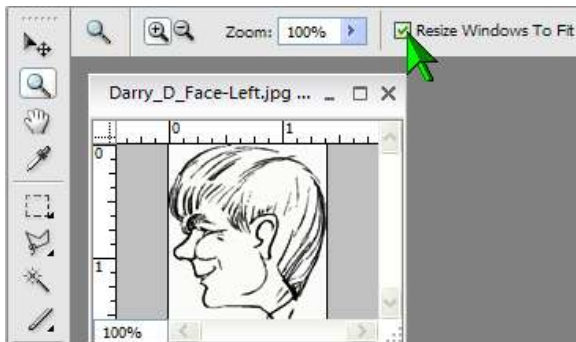 Zoom: 100% Resize Windows To Fit
Darry_D_Face-Left.jpg ...
0 1
0
1
100%